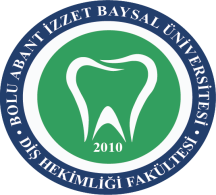 BOLU ABANT İZZET BAYSAL ÜNİVERSİTESİ
• DİŞ HEKİMLİĞİ FAKÜLTESİ •
2010